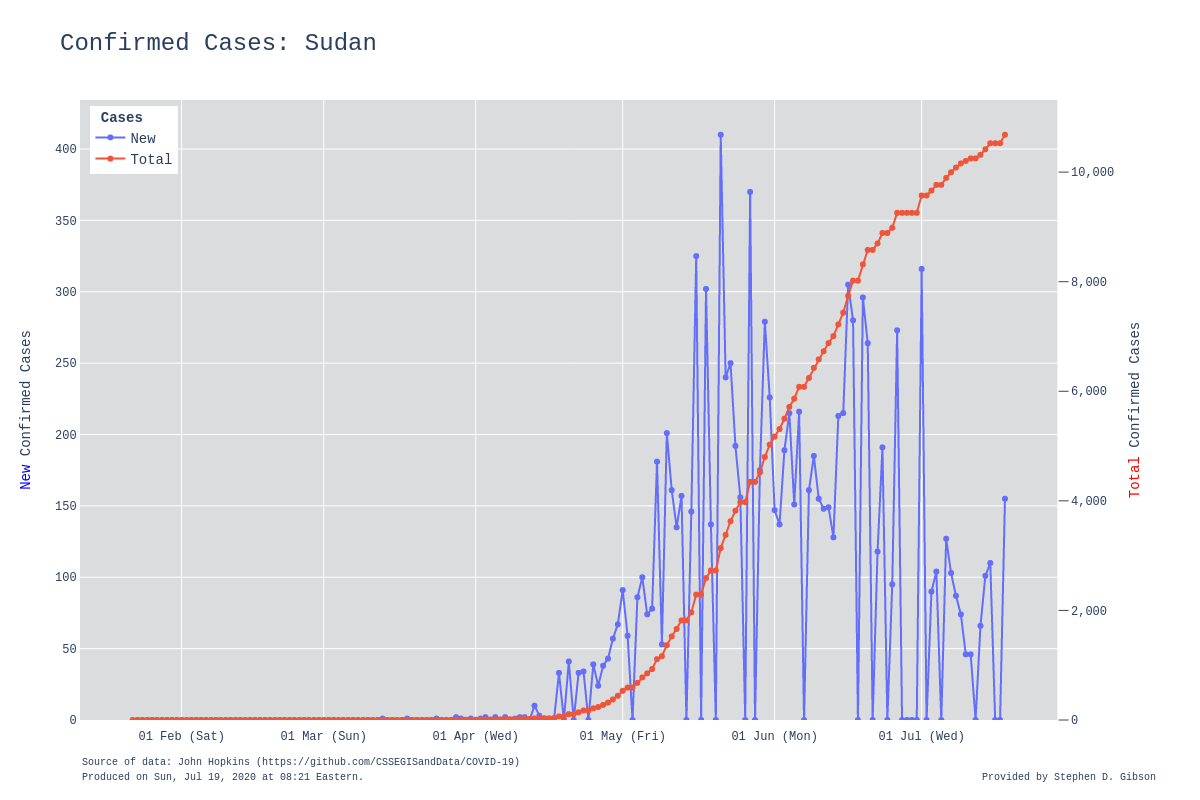 Confirmed Cases: Sudan
Cases
New
Total
400
350
300
250
200
150
100
50
0
10,000
8,000
6,000
4,000
2,000
0
New Confirmed Cases
Total Confirmed Cases
01 Feb (Sat)
01 Mar (Sun)
01 Apr (Wed)
01 May (Fri)
01 Jun (Mon)
01 Jul (Wed)
Source of data: John Hopkins (https://github.com/CSSEGISandData/COVID-19)
Produced on Sun, Jul 19, 2020 at 08:21 Eastern.
Provided by Stephen D. Gibson